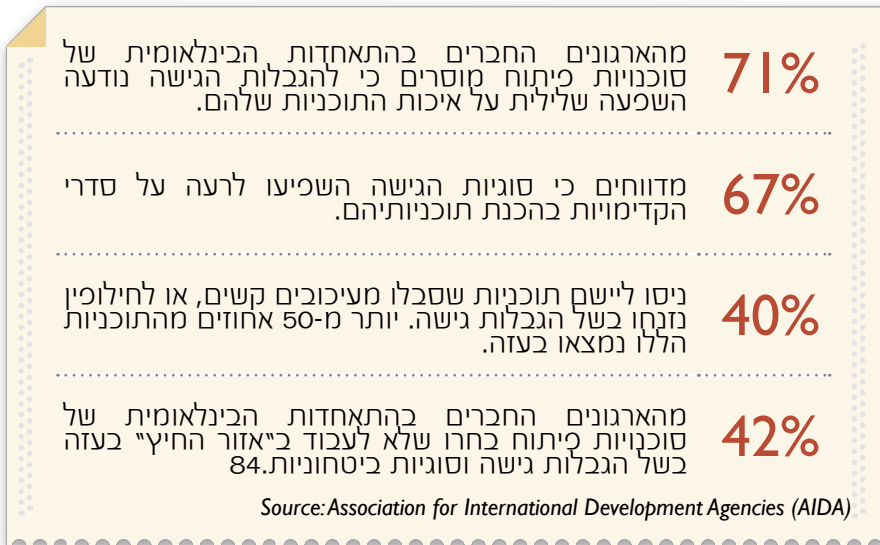 71%
מהארגונים החברים בהתאחדות הבינלאומית של
סוכנויות פיתוח מוסרים כי להגבלות הגישה נודעה
השפעה שלילית על איכות התוכניות שלהם.
67%
מדווחים כי סוגיות הגישה השפיעו לרעה על סדרי
הקדימויות בהכנת תוכניותיהם.
40%
ניסו ליישם תוכניות שסבלו מעיכובים קשים, או לחילופין
נזנחו בשל הגבלות גישה. יותר מ-50 אחוזים מהתוכניות
הללו נמצאו בעזה.
42%
מהארגונים החברים בהתאחדות הבינלאומית של
סוכנויות פיתוח בחרו שלא לעבוד ב"אזור החיץ" בעזה
בשל הגבלות גישה וסוגיות ביטחוניות.84
Source: Association for International Development Agencies (AIDA)